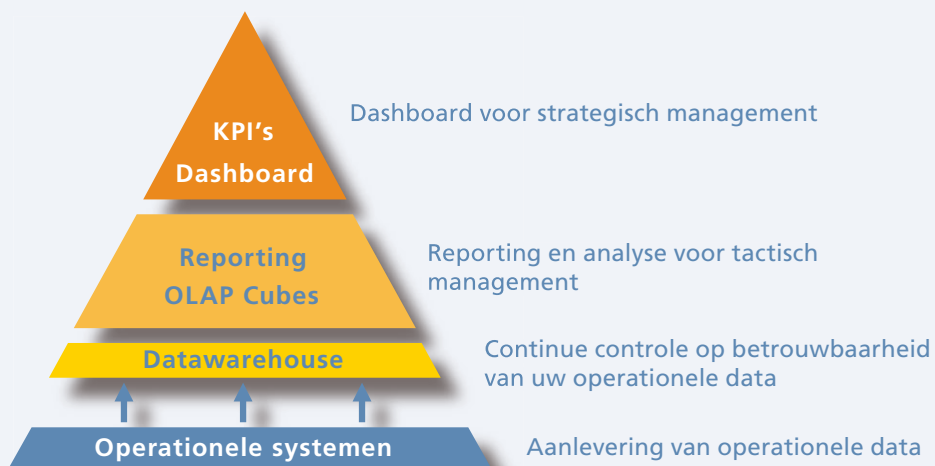 KPI's
Dashboard
Dashboard voor strategisch management
Reporting
OLAP Cubes
Reporting en analyse voor tactisch
management
Datawarehouse
Continue controle op betrouwbaarheid
van uw operationele data
Operationele systemen
Aanlevering van operationele data